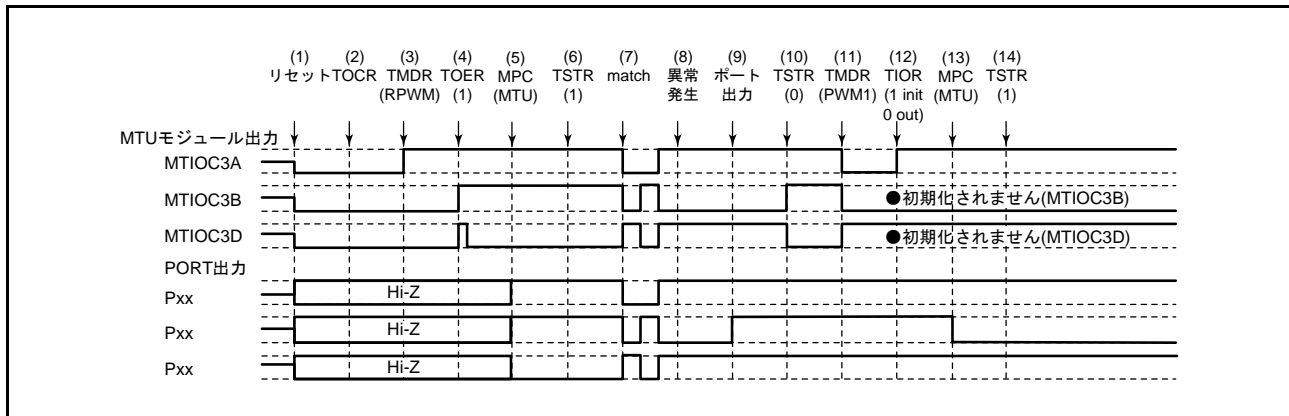 (1) (2) (3) (4) (5) (6) (7) (8) (9) (10) (11) (12) (13) (14)
リセット TOCR TMDR TOER MPC TSTR match 異常 ポート TSTR TMDR TIOR MPC TSTR
(RPWM) (1) (MTU) (1) 発生 出力 (0) (PWM1) (1 init (MTU) (1)
0 out)
MTUモジュール出力
MTIOC3A
MTIOC3B ●初期化されません(MTIOC3B)
MTIOC3D ●初期化されません(MTIOC3D)
PORT出力
Pxx Hi-Z
Pxx Hi-Z
Pxx Hi-Z